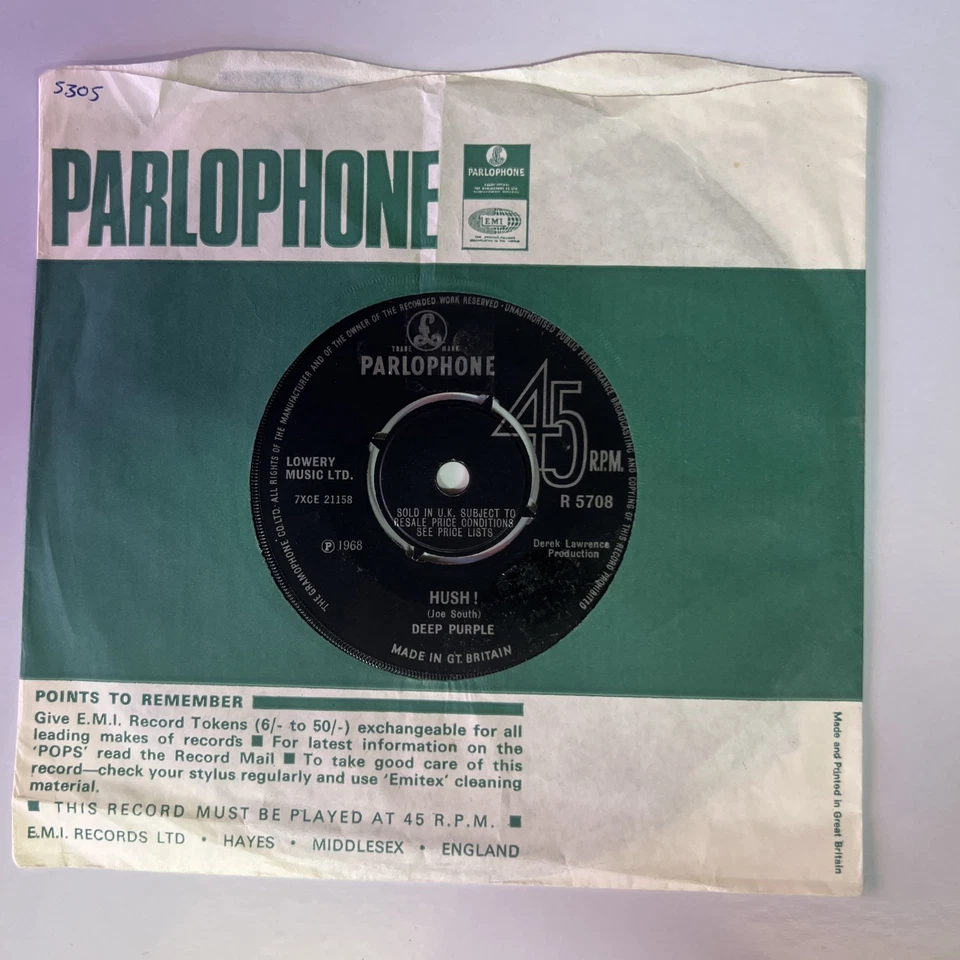 5305
PARLOPHONE
PARLOPHONE
EMI
THE GRAMOPHONE CO.LTD. ALL RIGHTS OF THE MANUFACTURER AND OF THE OWNER OF THE RECORDED WORK RESERVED · UNAUTHORISED PUBLIC PERFORMANCE BROADCASTING AND COPYING OF THIS RECORD PROHIBITED
£
TRADE MARK
PARLOPHONE
45
R.P.M.
LOWERY
MUSIC LTD.
7XCE 21158
R 5708
SOLD IN U.K. SUBJECT TO
RESALE PRICE CONDITIONS
SEE PRICE LISTS
Ⓟ 1968
Derek Lawrence
Production
HUSH !
(Joe South)
DEEP PURPLE
MADE IN GT. BRITAIN
POINTS TO REMEMBER
Give E.M.I. Record Tokens (6/- to 50/-) exchangeable for all
leading makes of records ■ For latest information on the
'POPS' read the Record Mail ■ To take good care of this
record—check your stylus regularly and use 'Emitex' cleaning
material.
■ THIS RECORD MUST BE PLAYED AT 45 R.P.M. ■
E.M.I. RECORDS LTD • HAYES • MIDDLESEX • ENGLAND
Made and Printed in Great Britain